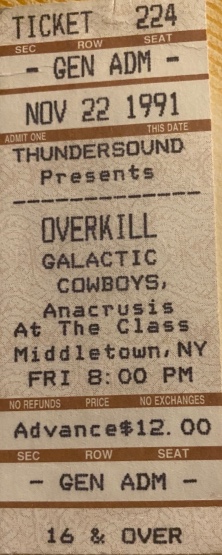 TICKET 224
SEC ROW SEAT
- GEN ADM -
NOV 22 1991
ADMIT ONE THIS DATE
THUNDERSOUND
Presents
OVERKILL
GALACTIC
COWBOYS,
Anacrusis
At The Class
Middletown, NY
FRI 8:00 PM
NO REFUNDS PRICE NO EXCHANGES
Advance$12.00
SEC ROW SEAT
- GEN ADM -
16 & OVER